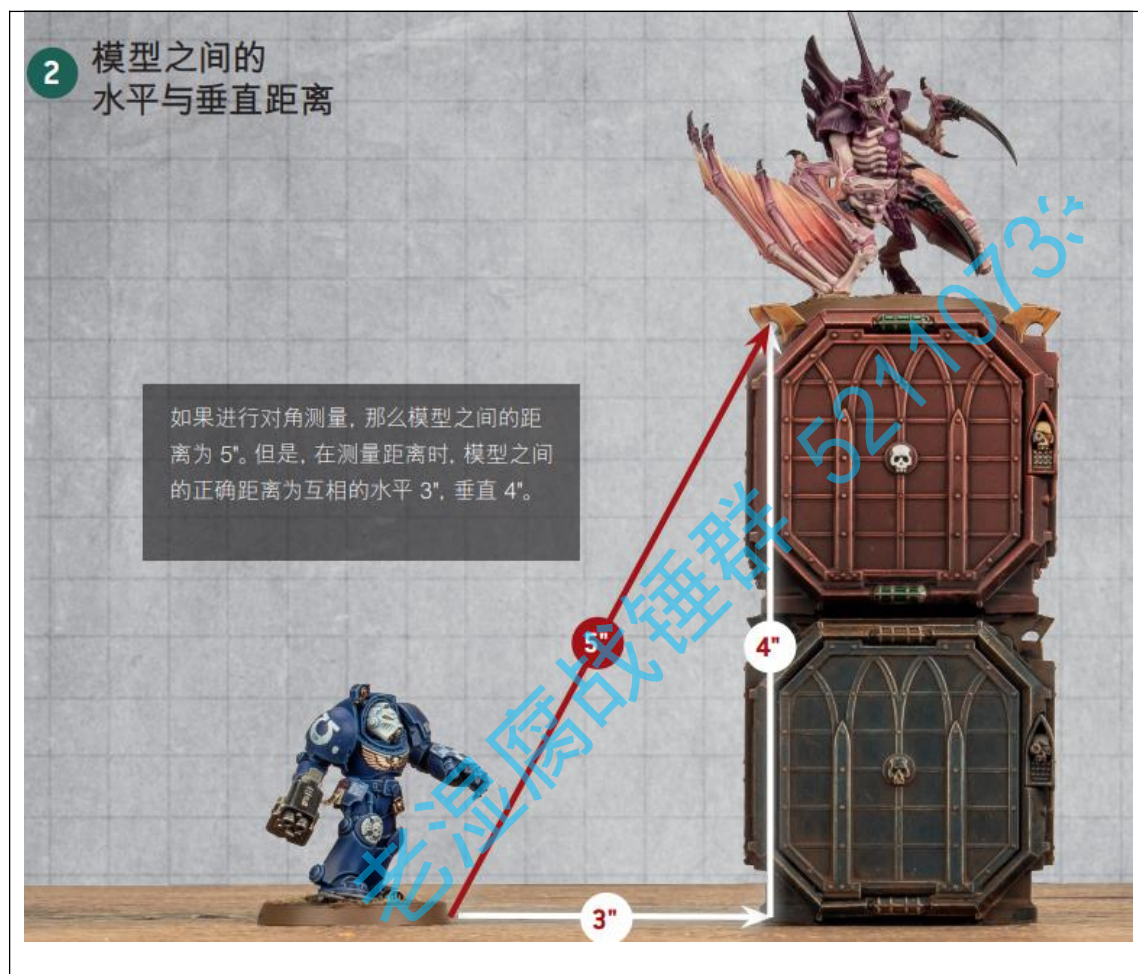 2
模型之间的
水平与垂直距离
如果进行对角测量, 那么模型之间的距
离为 5"。但是, 在测量距离时, 模型之间
的正确距离为互相的水平 3", 垂直 4"。
5"
4"
3"
老湿腐战锤群 5211073